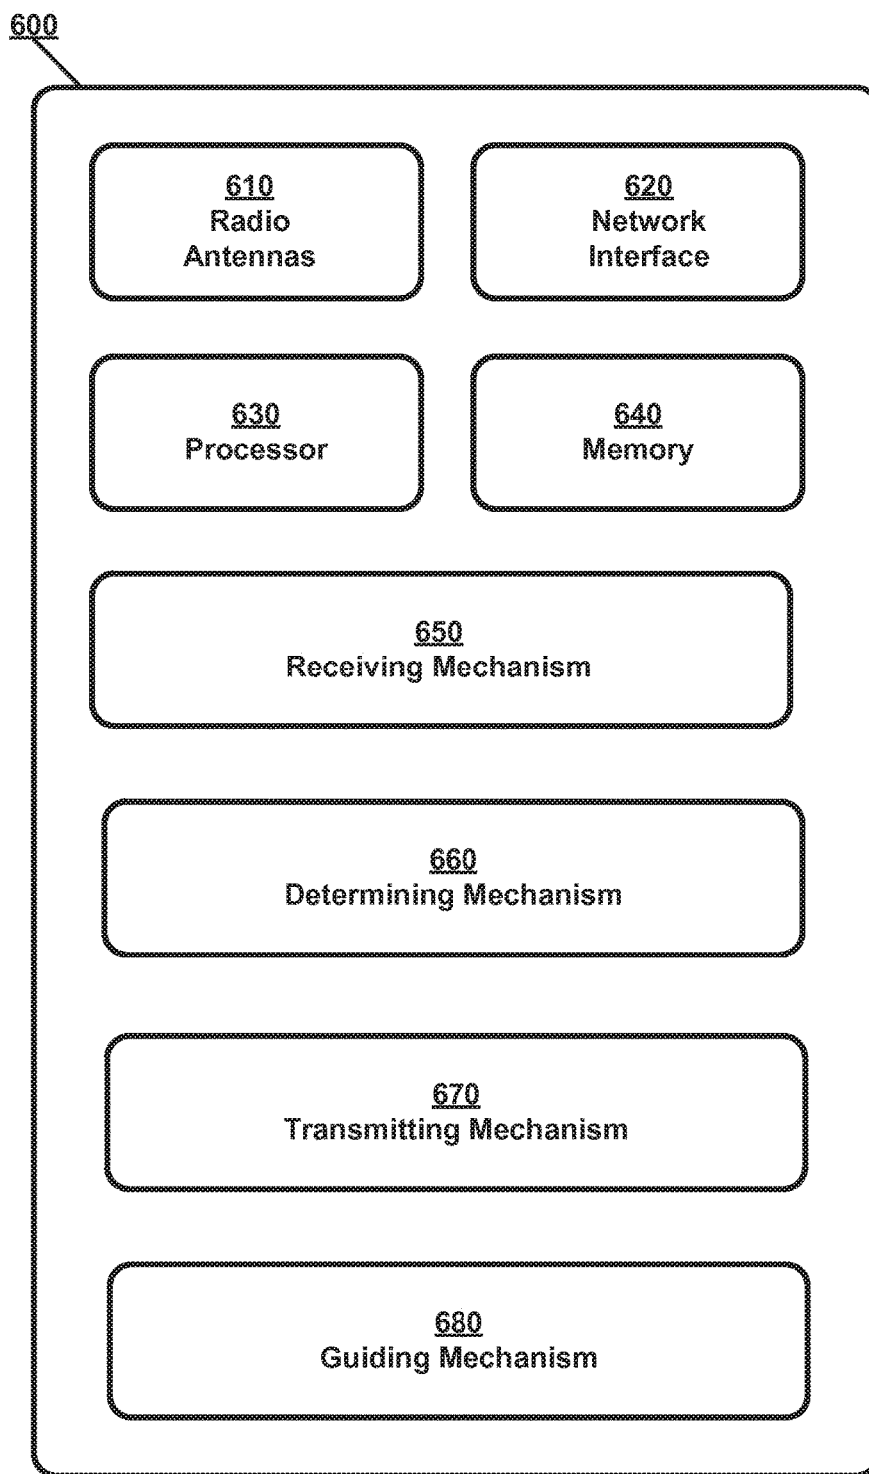 600
610
Radio
Antennas
620
Network
Interface
630
Processor
640
Memory
650
Receiving Mechanism
660
Determining Mechanism
670
Transmitting Mechanism
680
Guiding Mechanism